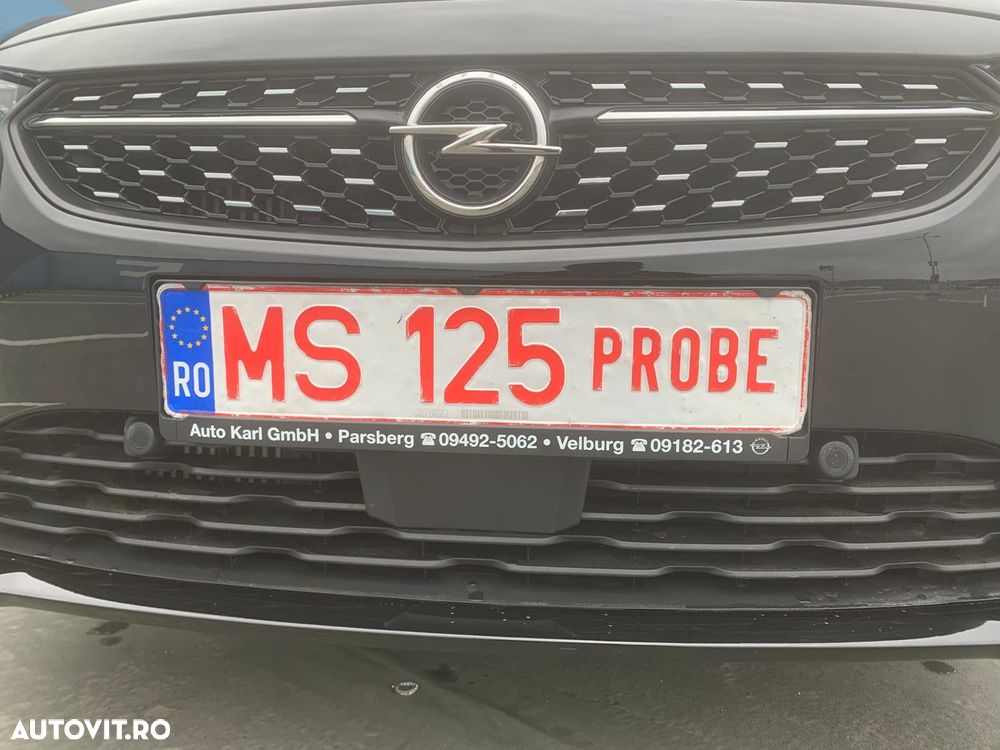 RO MS 125 PROBE
Auto Karl GmbH • Parsberg ☎ 09492-5062 • Velburg ☎ 09182-613
AUTOVIT.RO